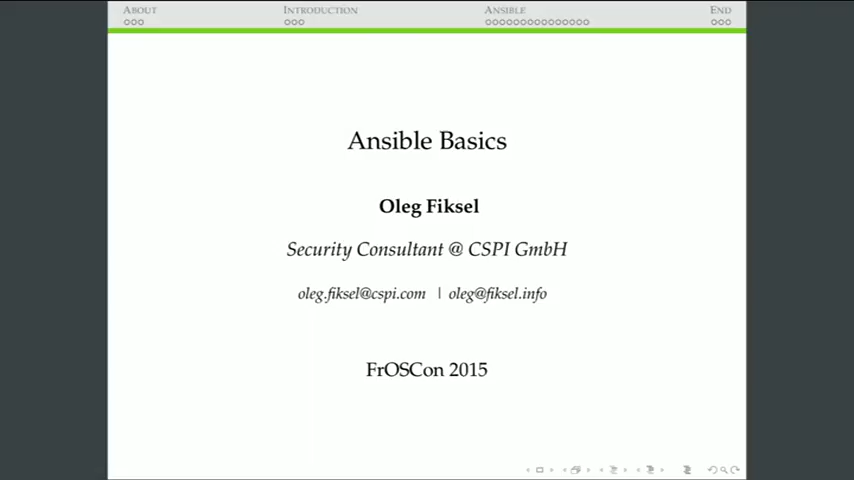 About Introduction Ansible End
Ansible Basics
Oleg Fiksel
Security Consultant @ CSPI GmbH
oleg.fiksel@cspi.com | oleg@fiksel.info
FrOSCon 2015